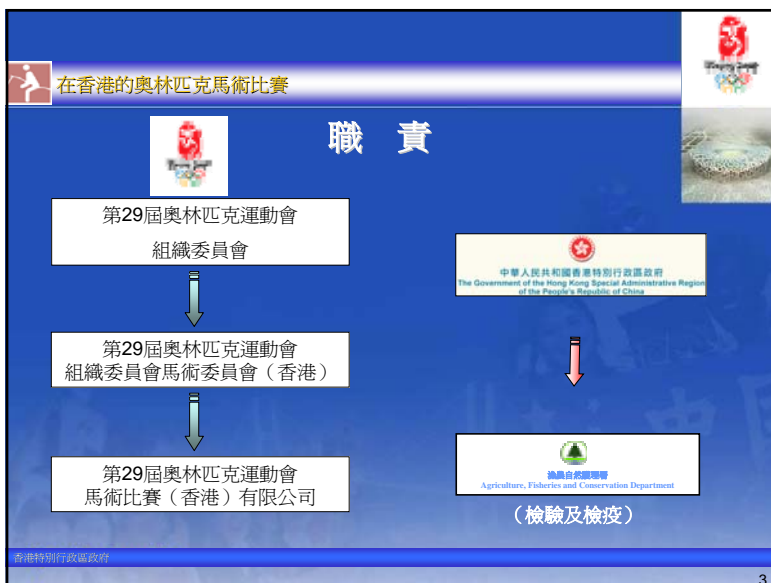 在香港的奧林匹克馬術比賽
職 責
第29屆奧林匹克運動會
組織委員會
第29屆奧林匹克運動會
組織委員會馬術委員會（香港）
第29屆奧林匹克運動會
馬術比賽（香港）有限公司
中華人民共和國香港特別行政區政府
The Government of the Hong Kong Special Administrative Region
of the People's Republic of China
漁農自然護理署
Agriculture, Fisheries and Conservation Department
（檢驗及檢疫）
香港特別行政區政府
3